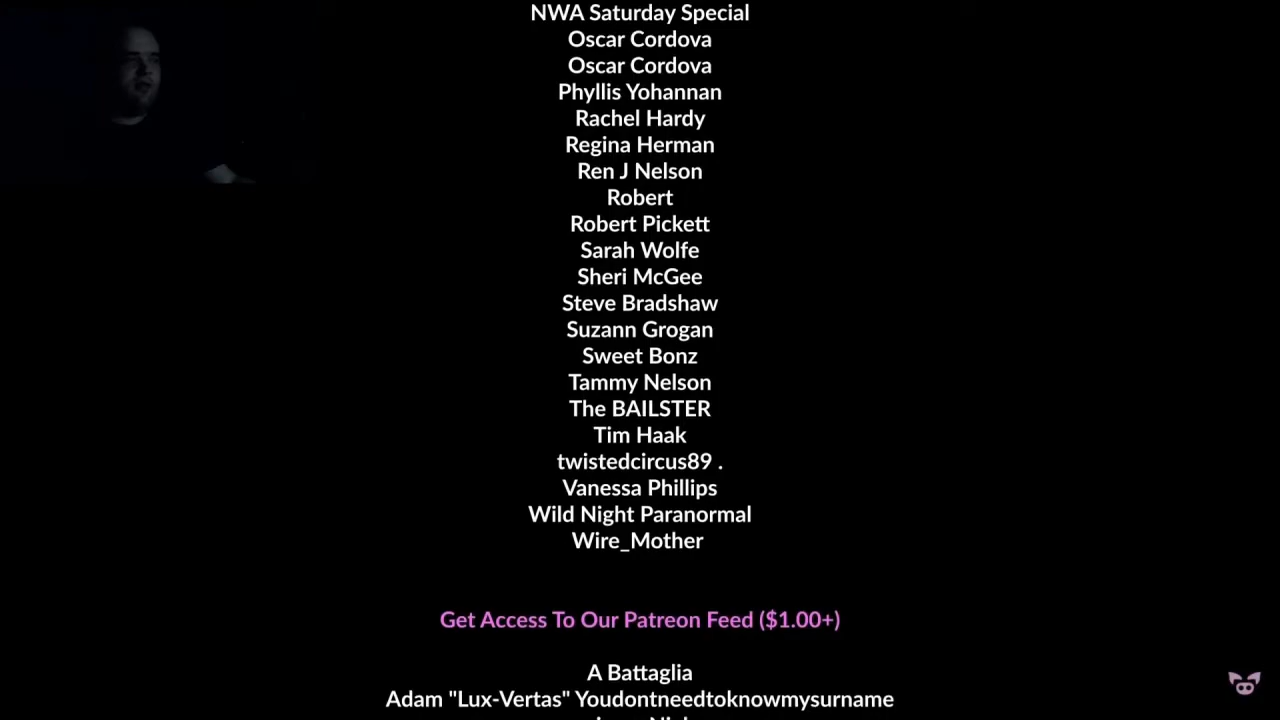 NWA Saturday Special
Oscar Cordova
Oscar Cordova
Phyllis Yohannan
Rachel Hardy
Regina Herman
Ren J Nelson
Robert
Robert Pickett
Sarah Wolfe
Sheri McGee
Steve Bradshaw
Suzann Grogan
Sweet Bonz
Tammy Nelson
The BAILSTER
Tim Haak
twistedcircus89 .
Vanessa Phillips
Wild Night Paranormal
Wire_Mother
Get Access To Our Patreon Feed ($1.00+)
A Battaglia
Adam "Lux-Vertas" Youdontneedtoknowmysurname